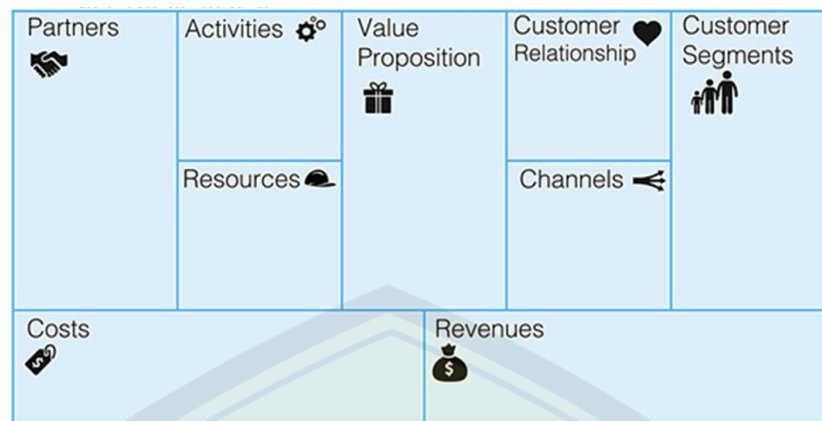 Partners
Activities
Value
Proposition
Customer
Relationship
Customer
Segments
Resources
Channels
Costs
$
Revenues
$